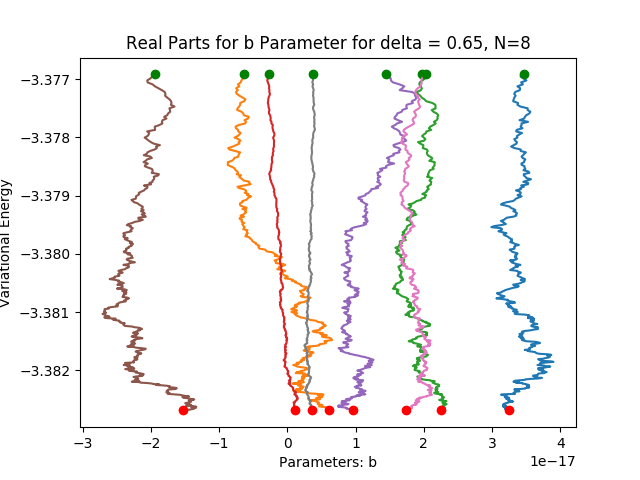 Real Parts for b Parameter for delta = 0.65, N=8
Variational Energy
−3.377
−3.378
−3.379
−3.380
−3.381
−3.382
−3 −2 −1 0 1 2 3 4
1e−17
Parameters: b